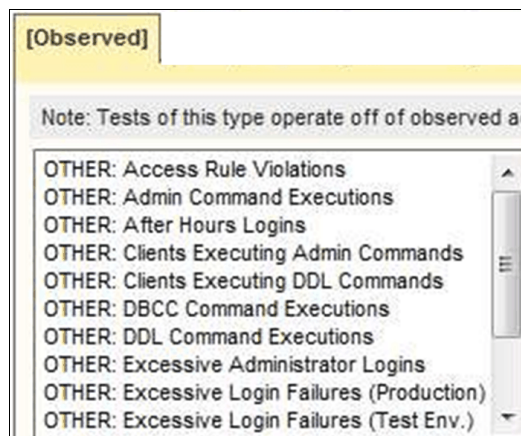 [Observed]
Note: Tests of this type operate off of observed a
OTHER: Access Rule Violations
OTHER: Admin Command Executions
OTHER: After Hours Logins
OTHER: Clients Executing Admin Commands
OTHER: Clients Executing DDL Commands
OTHER: DBCC Command Executions
OTHER: DDL Command Executions
OTHER: Excessive Administrator Logins
OTHER: Excessive Login Failures (Production)
OTHER: Excessive Login Failures (Test Env.)